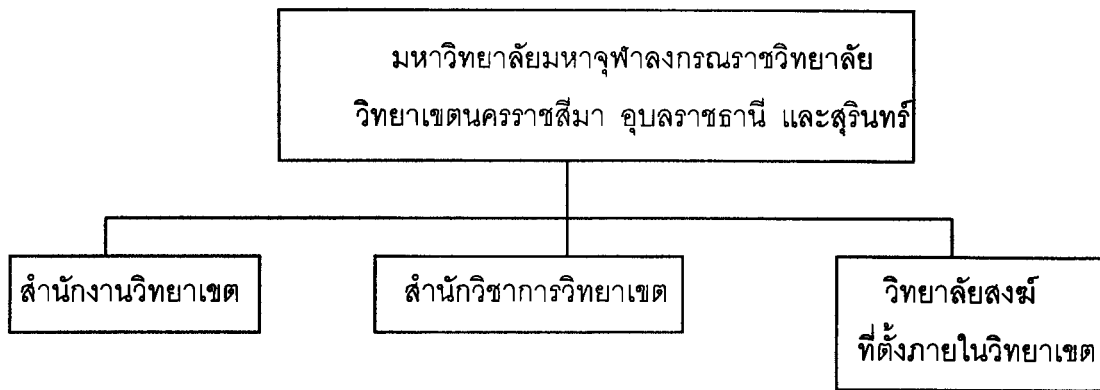 มหาวิทยาลัยมหาจุฬาลงกรณราชวิทยาลัย
วิทยาเขตนครราชสีมา อุบลราชธานี และสุรินทร์
สำนักงานวิทยาเขต
สำนักวิชาการวิทยาเขต
วิทยาลัยสงฆ์
ที่ตั้งภายในวิทยาเขต